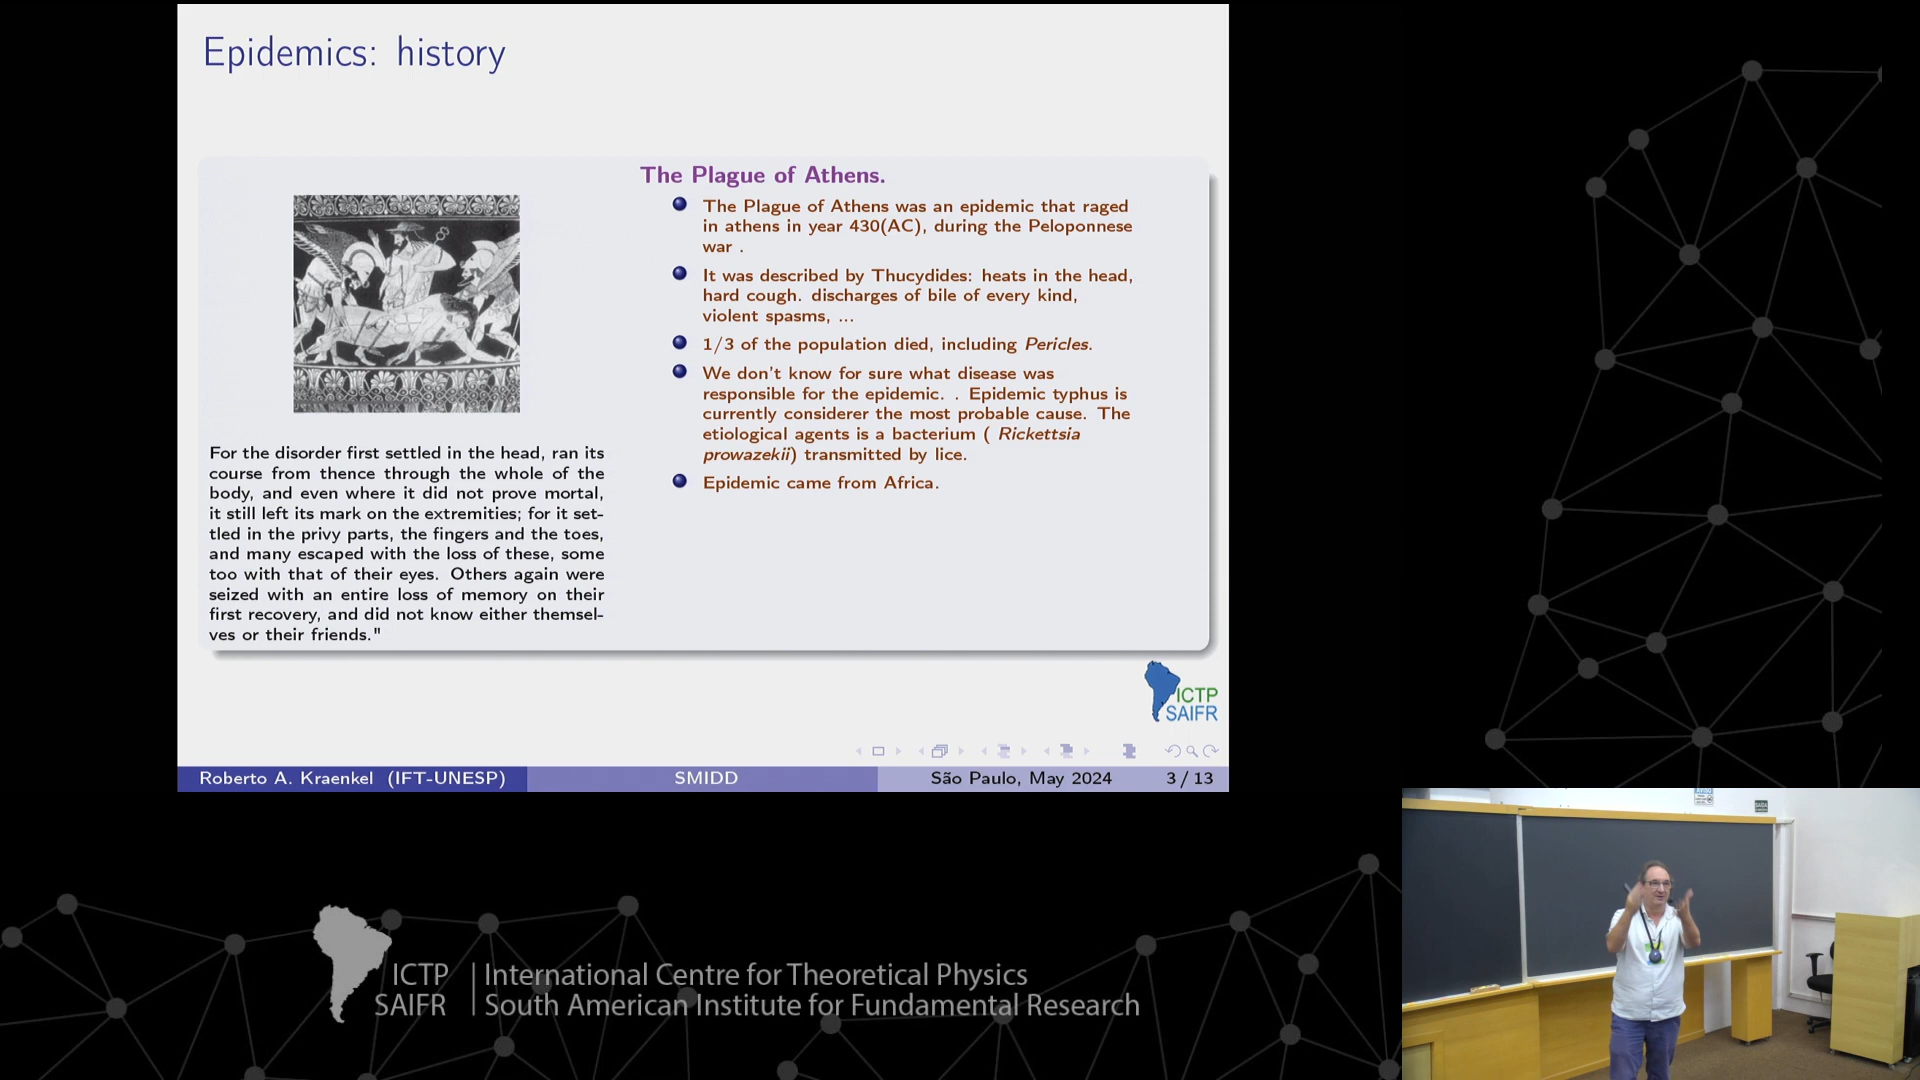 Epidemics: history
The Plague of Athens.
The Plague of Athens was an epidemic that raged
in athens in year 430(AC), during the Peloponnese
war .
It was described by Thucydides: heats in the head,
hard cough. discharges of bile of every kind,
violent spasms, ...
1/3 of the population died, including Pericles.
We don't know for sure what disease was
responsible for the epidemic. . Epidemic typhus is
currently considerer the most probable cause. The
etiological agents is a bacterium ( Rickettsia
prowazekii) transmitted by lice.
Epidemic came from Africa.
For the disorder first settled in the head, ran its
course from thence through the whole of the
body, and even where it did not prove mortal,
it still left its mark on the extremities; for it set-
tled in the privy parts, the fingers and the toes,
and many escaped with the loss of these, some
too with that of their eyes. Others again were
seized with an entire loss of memory on their
first recovery, and did not know either themsel-
ves or their friends."
ICTP
SAIFR
Roberto A. Kraenkel (IFT-UNESP)
SMIDD
São Paulo, May 2024
3 / 13
ICTP
SAIFR
International Centre for Theoretical Physics
South American Institute for Fundamental Research